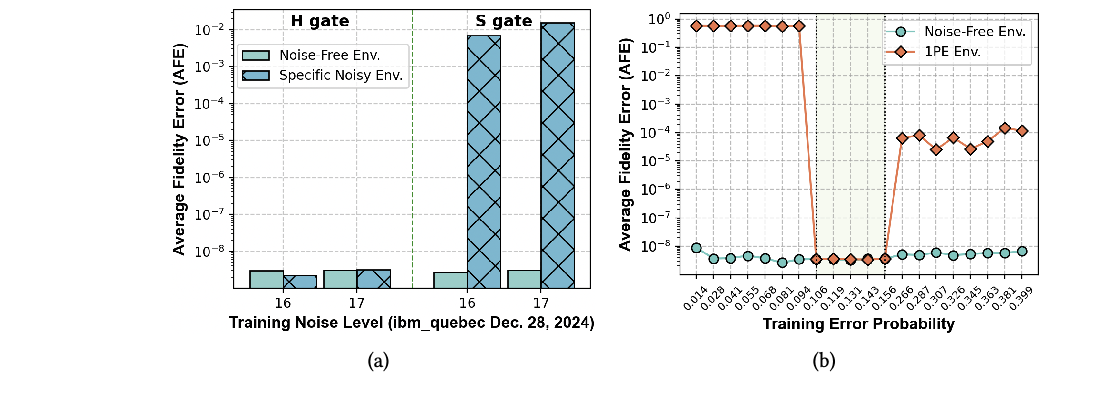 H gate
S gate
Noise-Free Env.
Specific Noisy Env.
Average Fidelity Error (AFE)
10⁻²
10⁻³
10⁻⁴
10⁻⁵
10⁻⁶
10⁻⁷
10⁻⁸
16 17 16 17
Training Noise Level (ibm_quebec Dec. 28, 2024)
(a)
Noise-Free Env.
1PE Env.
Average Fidelity Error (AFE)
10⁰
10⁻¹
10⁻²
10⁻³
10⁻⁴
10⁻⁵
10⁻⁶
10⁻⁷
10⁻⁸
0.014 0.028 0.041 0.055 0.068 0.081 0.094 0.106 0.119 0.131 0.143 0.156 0.266 0.287 0.307 0.326 0.345 0.363 0.381 0.399
Training Error Probability
(b)